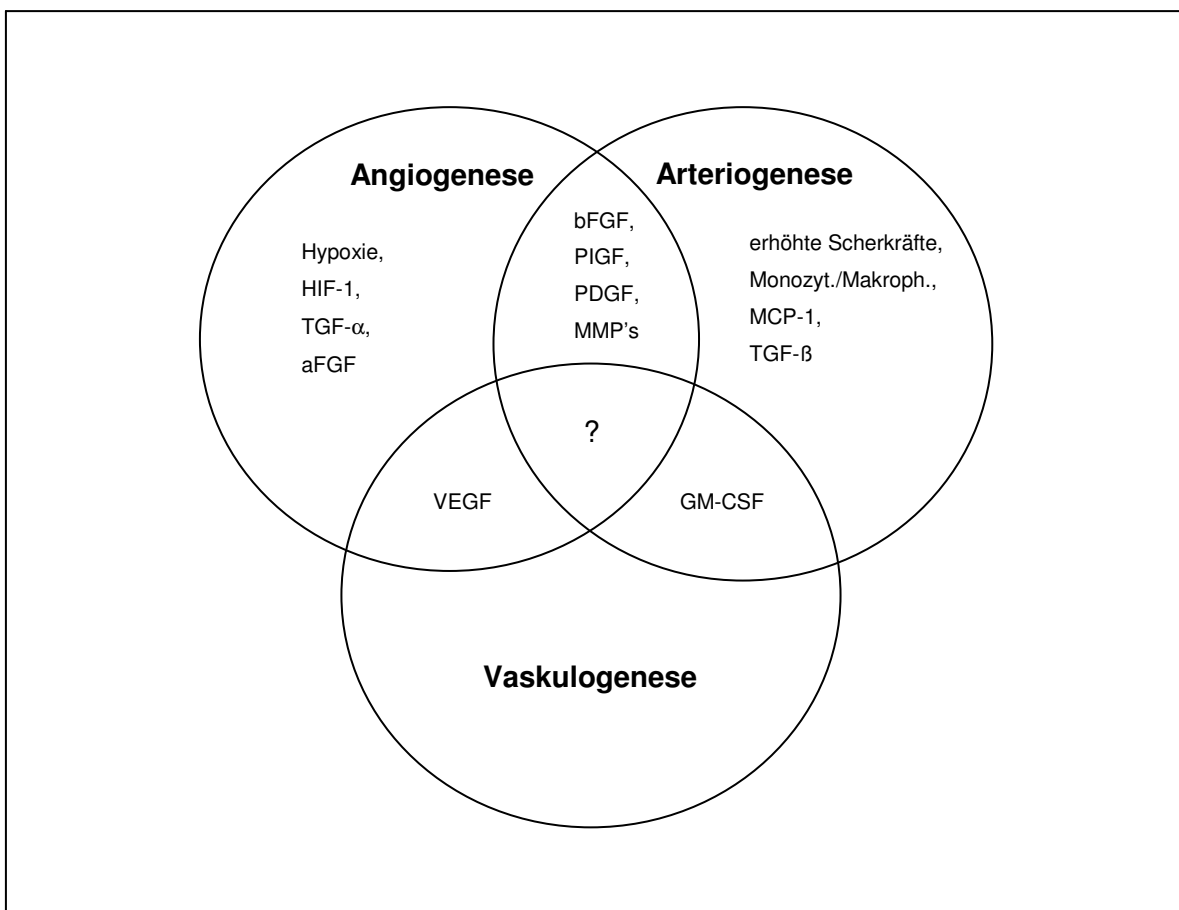 Angiogenese
Arteriogenese
Hypoxie,
HIF-1,
TGF-α,
aFGF
bFGF,
PIGF,
PDGF,
MMP's
erhöhte Scherkräfte,
Monozyt./Makroph.,
MCP-1,
TGF-ß
?
VEGF
GM-CSF
Vaskulogenese